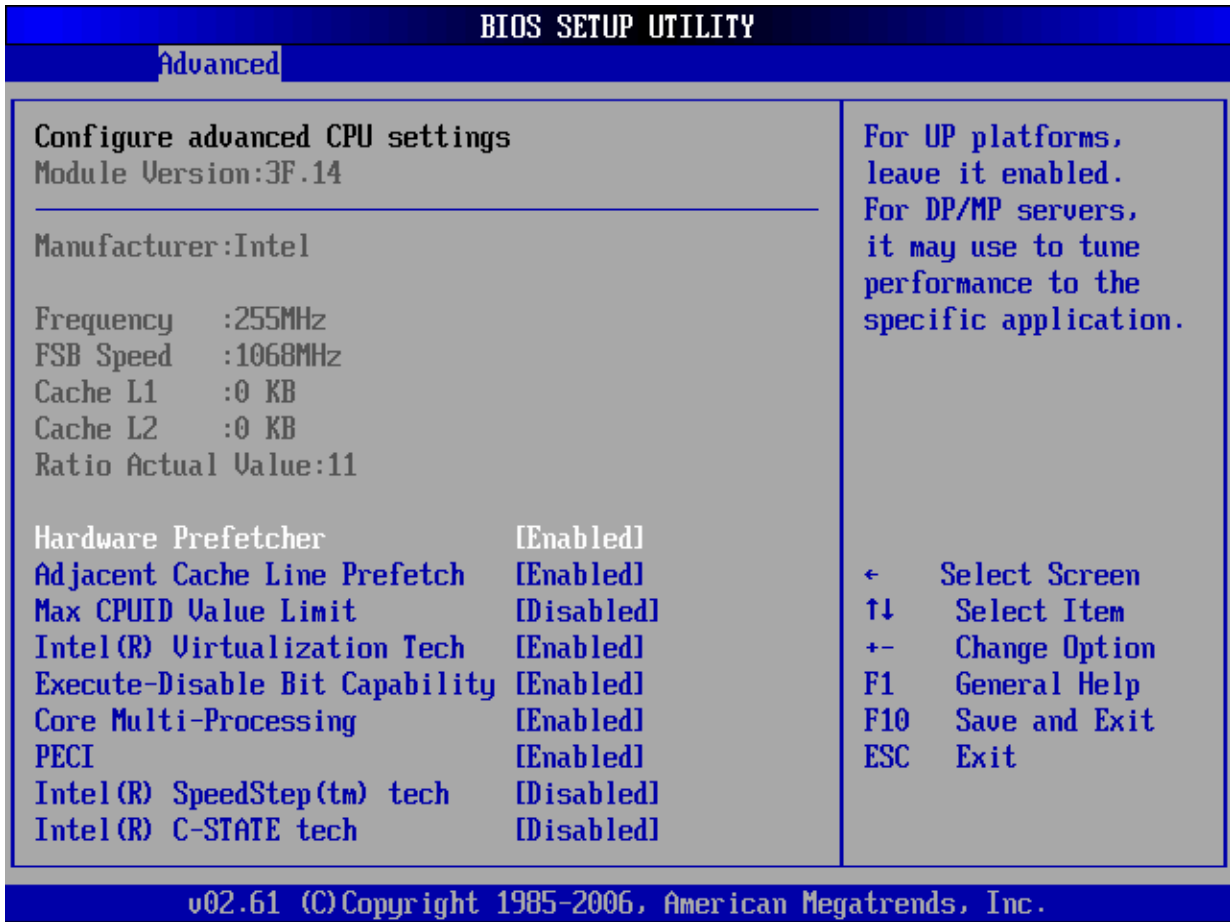 BIOS SETUP UTILITY
Advanced
Configure advanced CPU settings
Module Version:3F.14
Manufacturer:Intel
Frequency :255MHz
FSB Speed :1068MHz
Cache L1 :0 KB
Cache L2 :0 KB
Ratio Actual Value:11
Hardware Prefetcher [Enabled]
Adjacent Cache Line Prefetch [Enabled]
Max CPUID Value Limit [Disabled]
Intel(R) Virtualization Tech [Enabled]
Execute-Disable Bit Capability [Enabled]
Core Multi-Processing [Enabled]
PECI [Enabled]
Intel(R) SpeedStep(tm) tech [Disabled]
Intel(R) C-STATE tech [Disabled]
For UP platforms,
leave it enabled.
For DP/MP servers,
it may use to tune
performance to the
specific application.
← Select Screen
↑↓ Select Item
+- Change Option
F1 General Help
F10 Save and Exit
ESC Exit
v02.61 (C)Copyright 1985-2006, American Megatrends, Inc.